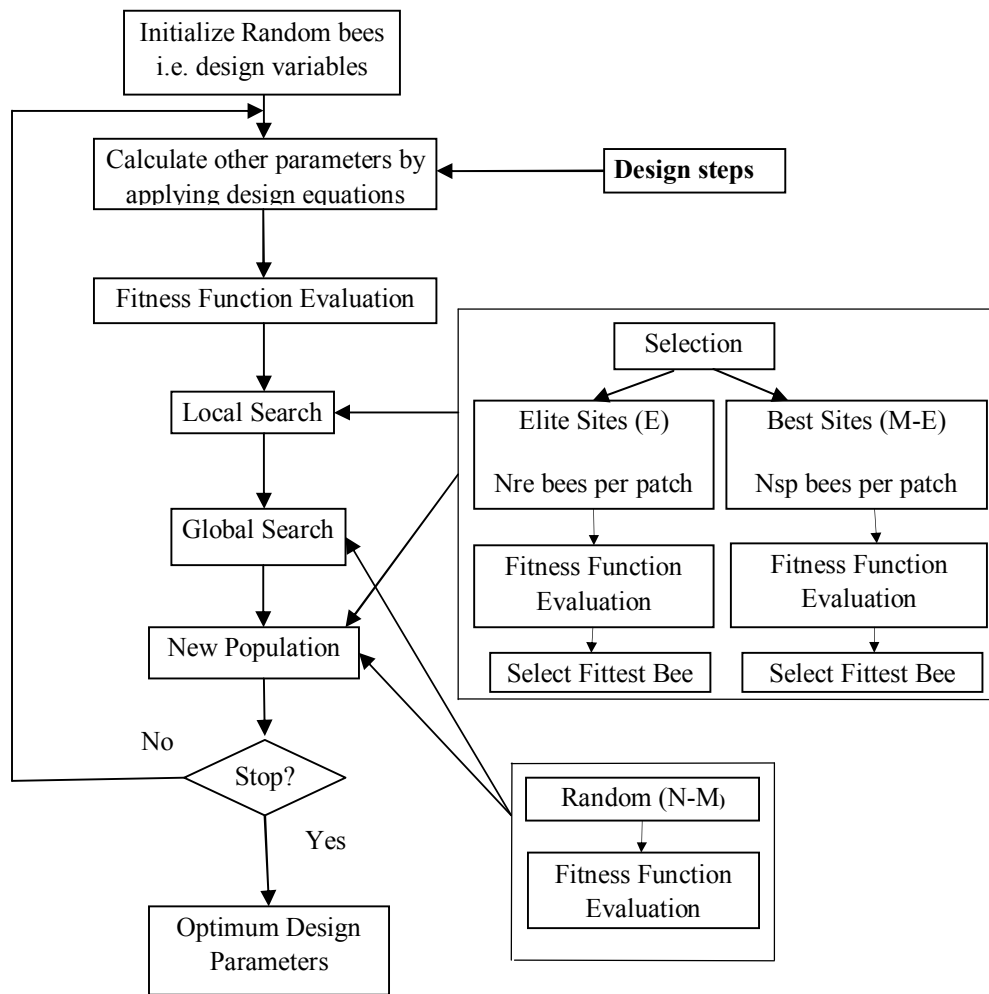 Initialize Random bees
i.e. design variables
Calculate other parameters by
applying design equations
Design steps
Fitness Function Evaluation
Local Search
Global Search
New Population
No
Stop?
Yes
Optimum Design
Parameters
Selection
Elite Sites (E)
Nre bees per patch
Fitness Function
Evaluation
Select Fittest Bee
Best Sites (M-E)
Nsp bees per patch
Fitness Function
Evaluation
Select Fittest Bee
Random (N-M)
Fitness Function
Evaluation